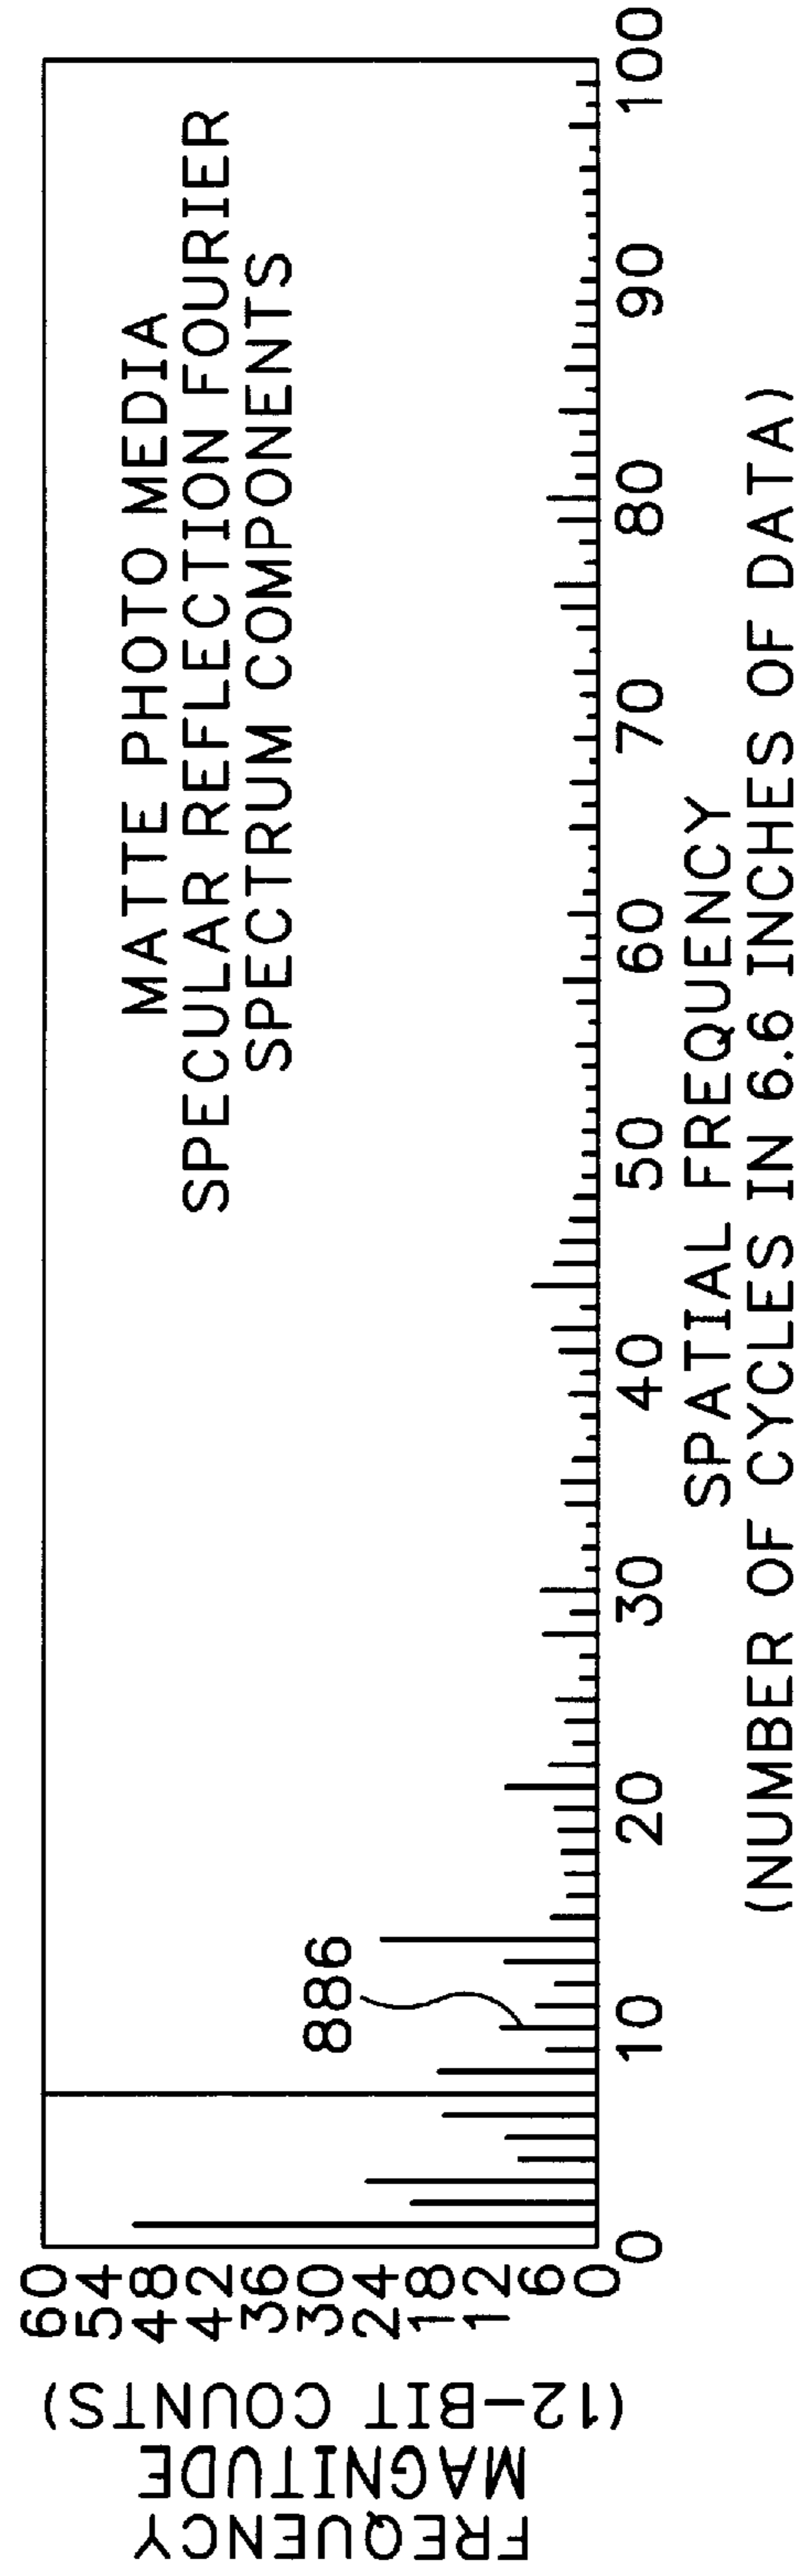 MATTE PHOTO MEDIA
SPECULAR REFLECTION FOURIER
SPECTRUM COMPONENTS
886
FREQUENCY
MAGNITUDE
(12-BIT COUNTS)
60
54
48
42
36
30
24
18
12
6
0
0 10 20 30 40 50 60 70 80 90 100
SPATIAL FREQUENCY
(NUMBER OF CYCLES IN 6.6 INCHES OF DATA)